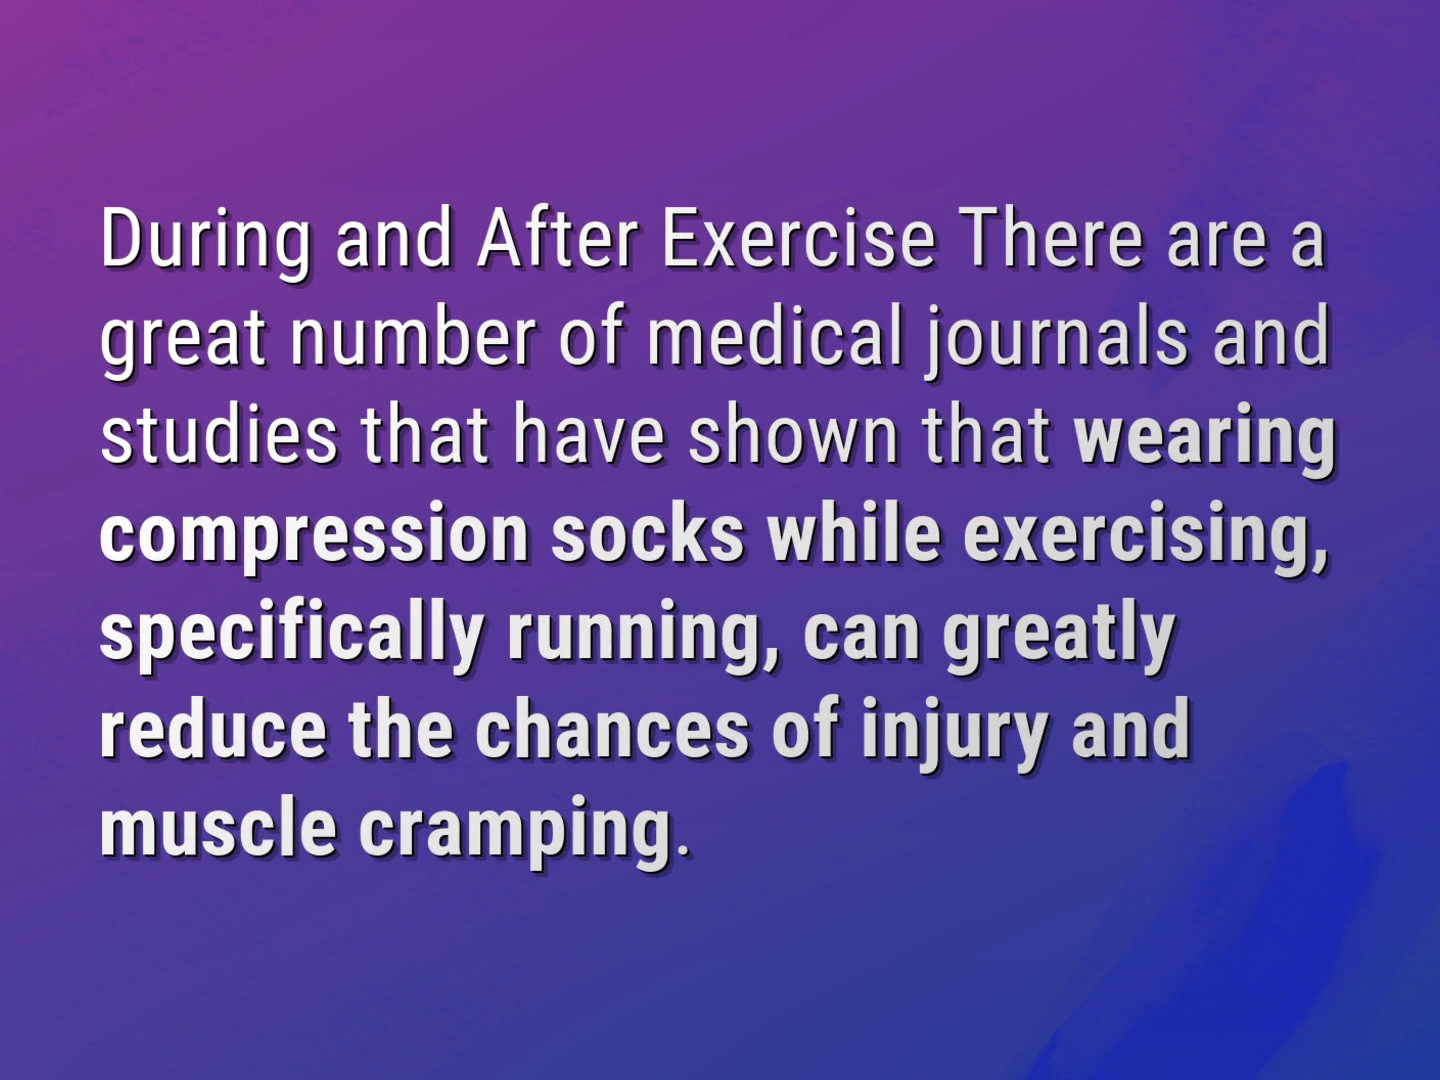 During and After Exercise There are a
great number of medical journals and
studies that have shown that wearing
compression socks while exercising,
specifically running, can greatly
reduce the chances of injury and
muscle cramping.